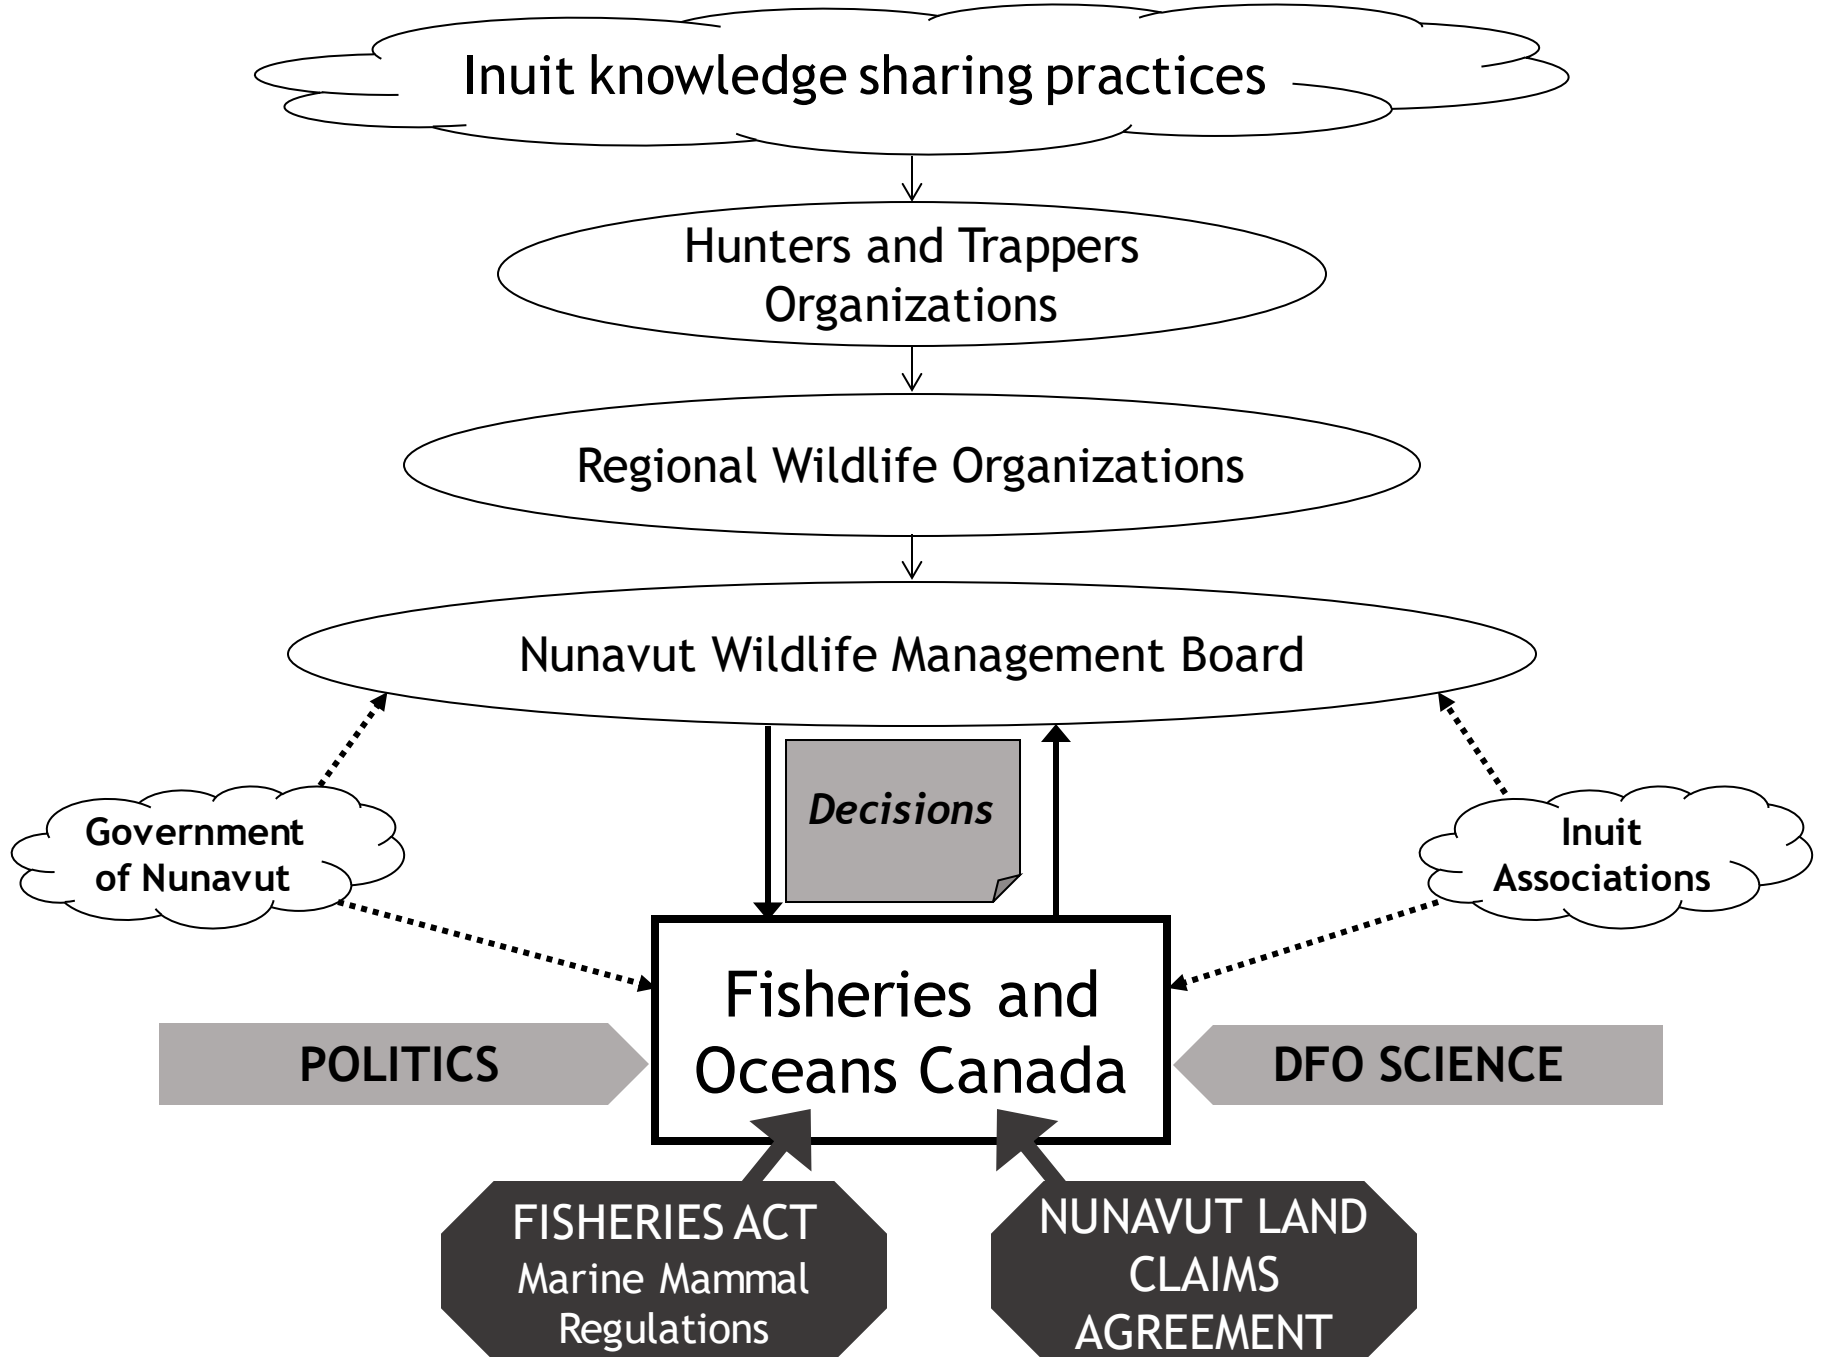 Inuit knowledge sharing practices
Hunters and Trappers
Organizations
Regional Wildlife Organizations
Nunavut Wildlife Management Board
Decisions
Government
of Nunavut
Inuit
Associations
Fisheries and
Oceans Canada
POLITICS
DFO SCIENCE
FISHERIES ACT
Marine Mammal
Regulations
NUNAVUT LAND
CLAIMS
AGREEMENT